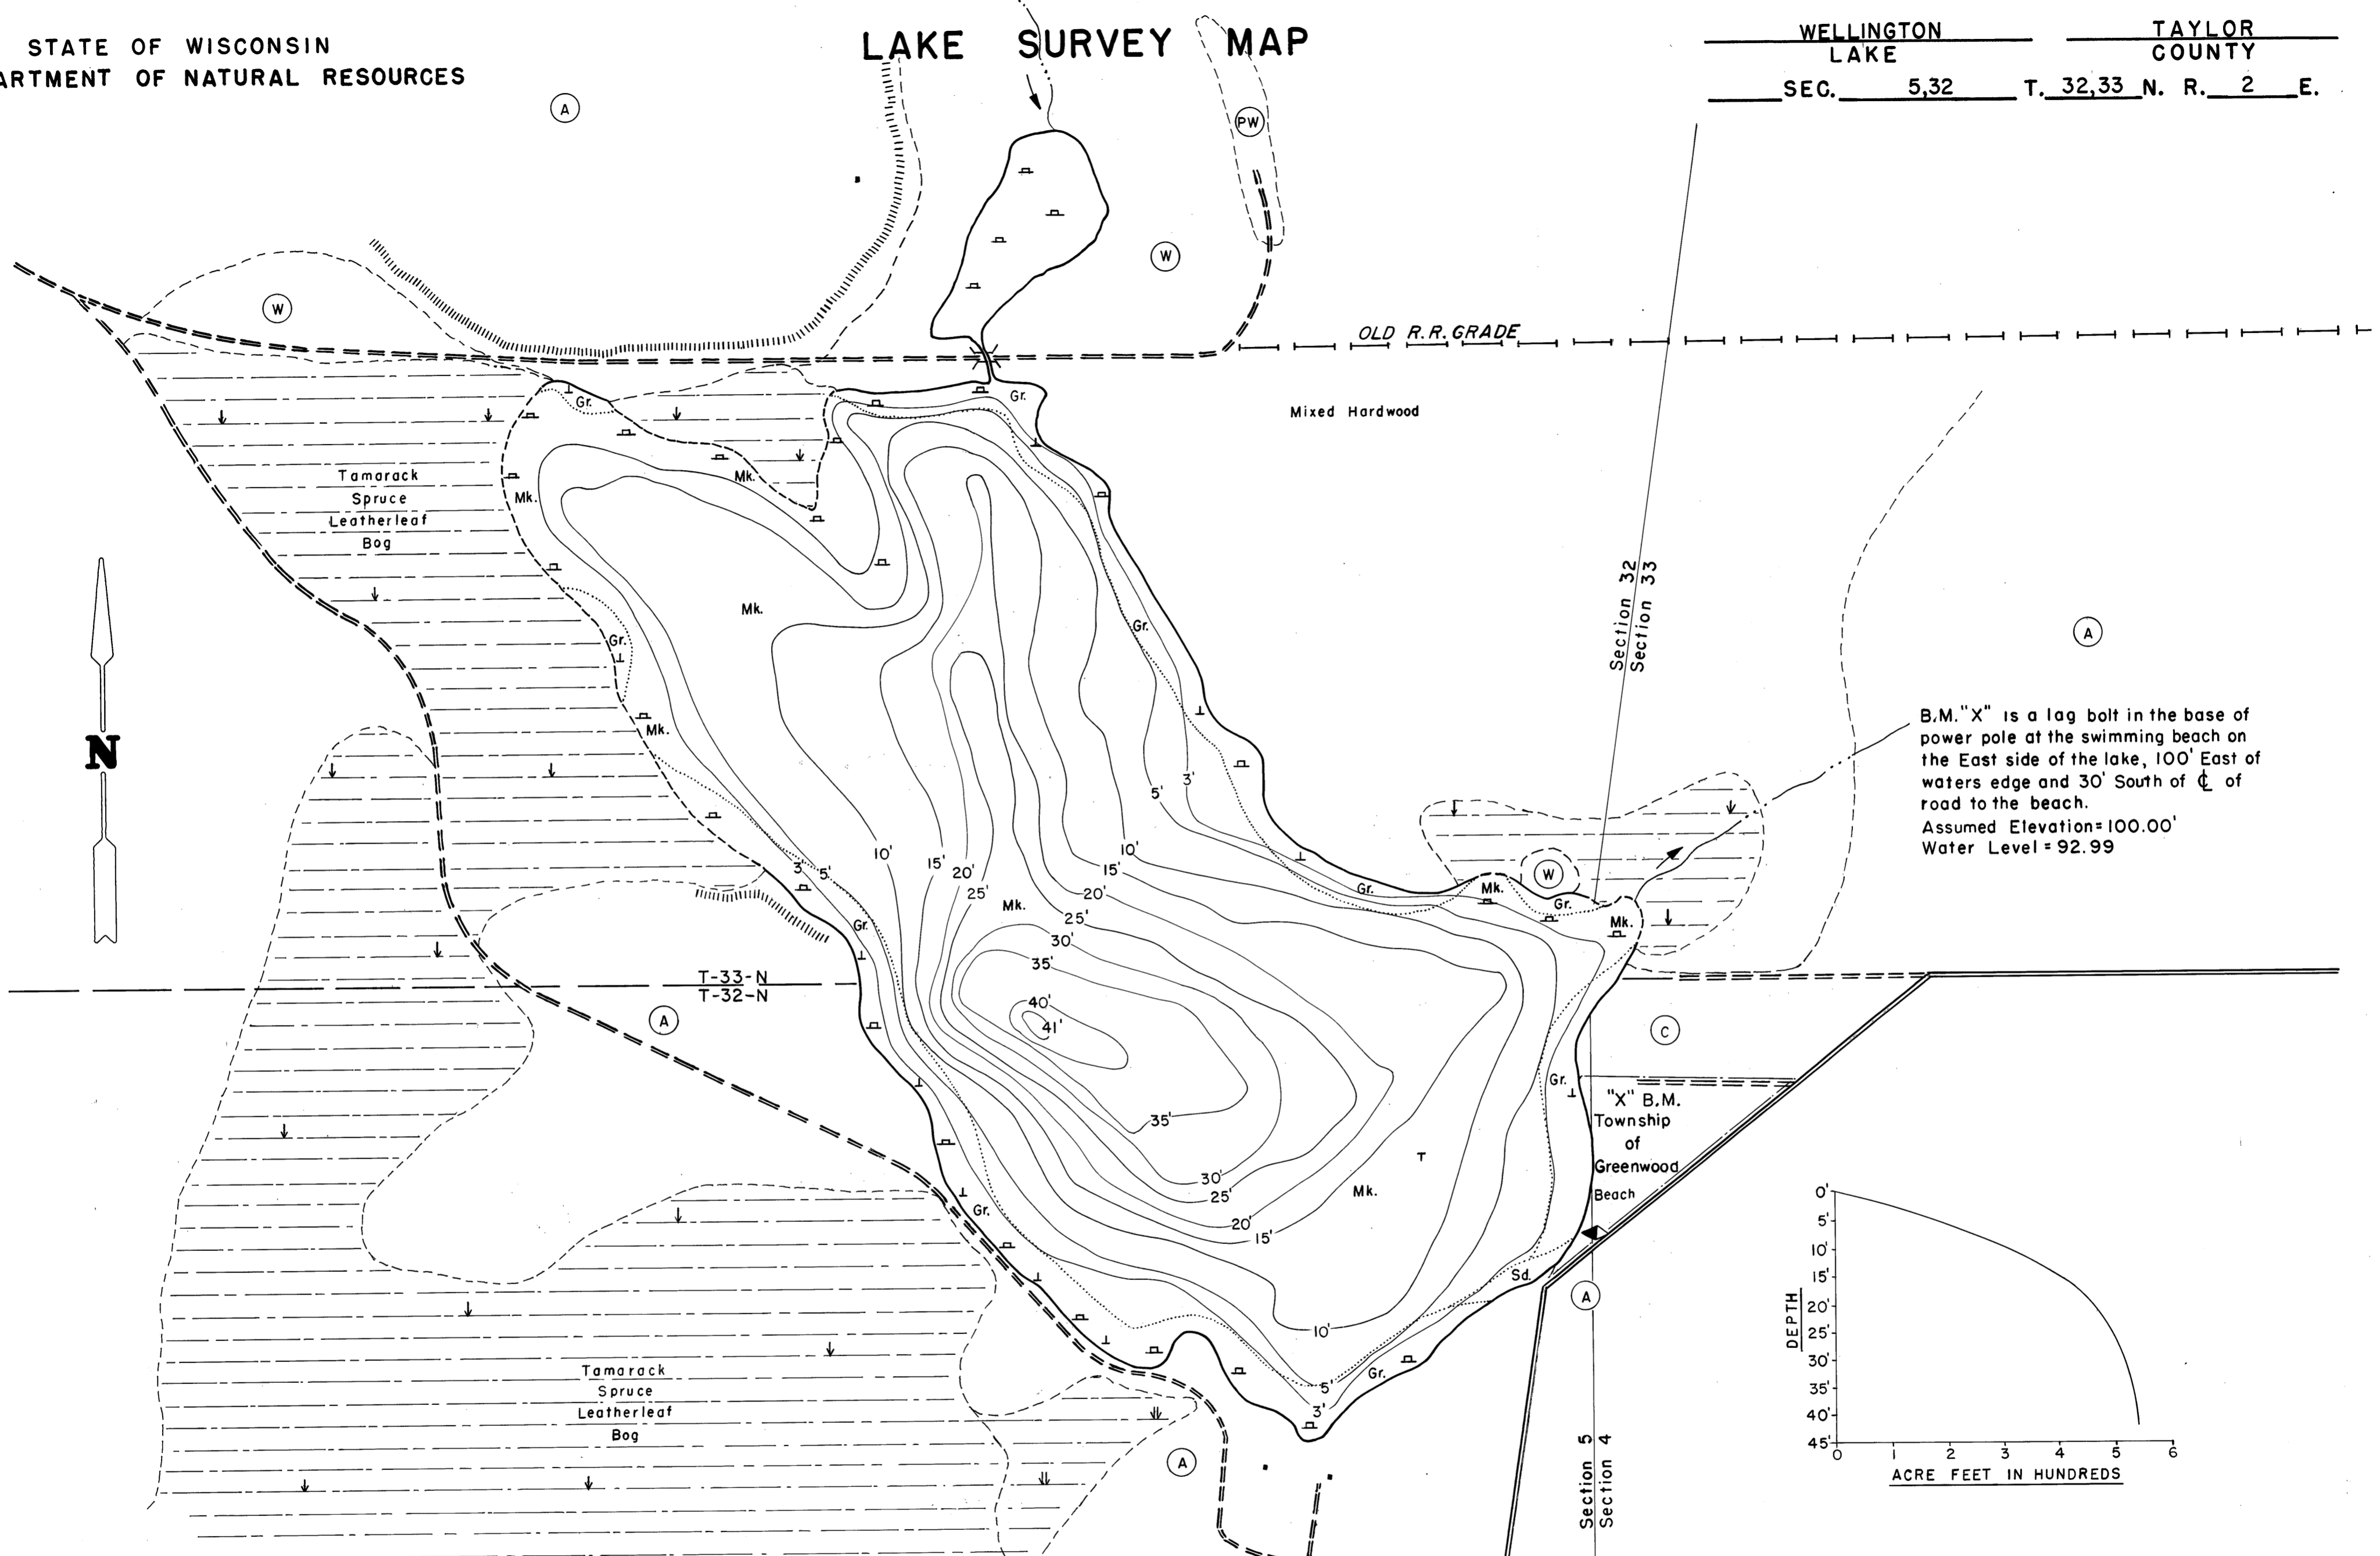 STATE OF WISCONSIN
ARTMENT OF NATURAL RESOURCES
LAKE SURVEY MAP
WELLINGTON
LAKE
TAYLOR
COUNTY
SEC. 5,32 T. 32,33 N. R. 2 E.
A
PW
W
W
OLD R.R. GRADE
Mixed Hardwood
Gr.
Gr.
Mk.
Mk.
Tamarack
Spruce
Leatherleaf
Bog
Mk.
Gr.
Gr.
Mk.
Section 32
Section 33
A
N
B.M."X" is a lag bolt in the base of
power pole at the swimming beach on
the East side of the lake, 100' East of
waters edge and 30' South of ℄ of
road to the beach.
Assumed Elevation=100.00'
Water Level = 92.99
3'
5'
10'
15'
20'
25'
3'
5'
10'
15'
20'
25'
30'
35'
40'
41'
Mk.
Gr.
Gr.
Mk.
W
Gr.
Mk.
T-33-N
T-32-N
A
C
Gr.
"X" B.M.
Township
of
Greenwood
Beach
35'
30'
25'
20'
15'
T
Mk.
Gr.
Sd.
A
10'
5'
3'
Gr.
Tamarack
Spruce
Leatherleaf
Bog
A
Section 5
Section 4
DEPTH
0'
5'
10'
15'
20'
25'
30'
35'
40'
45'
0 1 2 3 4 5 6
ACRE FEET IN HUNDREDS